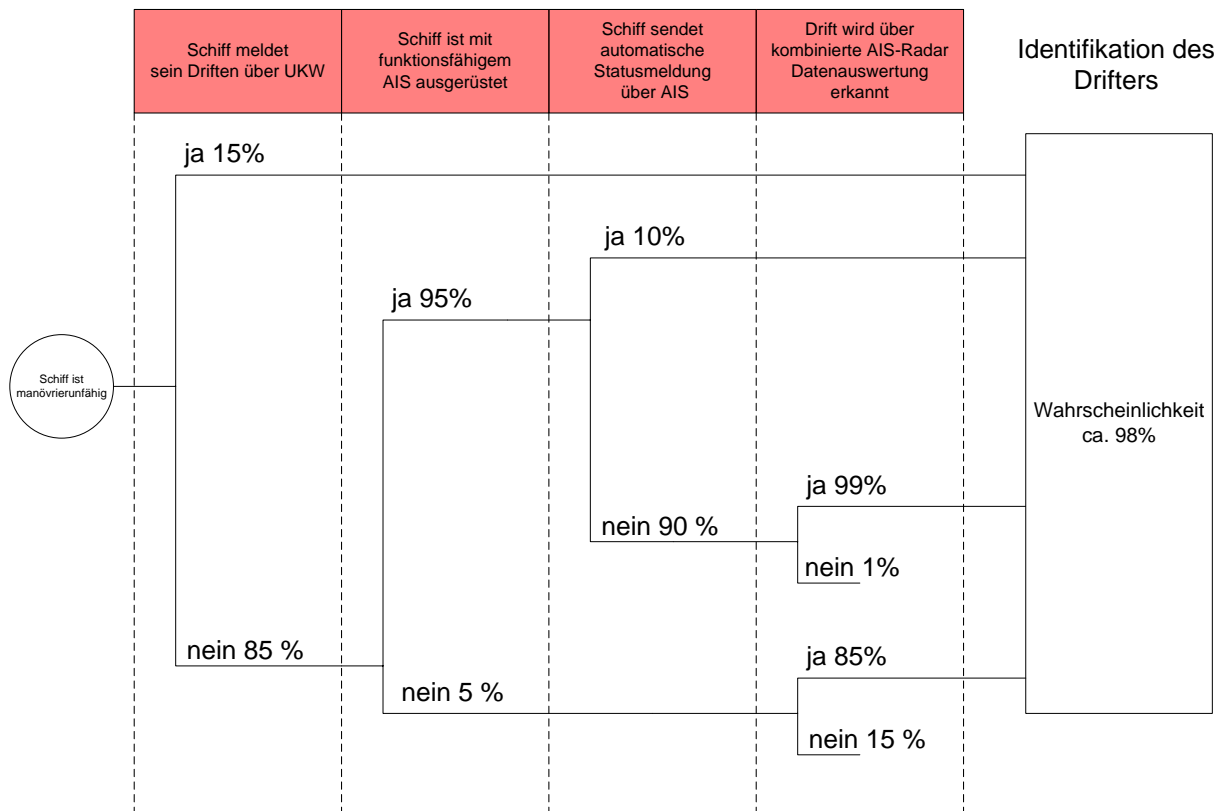 Schiff meldet
sein Driften über UKW
Schiff ist mit
funktionsfähigem
AIS ausgerüstet
Schiff sendet
automatische
Statusmeldung
über AIS
Drift wird über
kombinierte AIS-Radar
Datenauswertung
erkannt
Identifikation des
Drifters
ja 15%
ja 10%
ja 95%
Schiff ist
manövrierunfähig
Wahrscheinlichkeit
ca. 98%
ja 99%
nein 90 %
nein 1%
nein 85 %
ja 85%
nein 5 %
nein 15 %